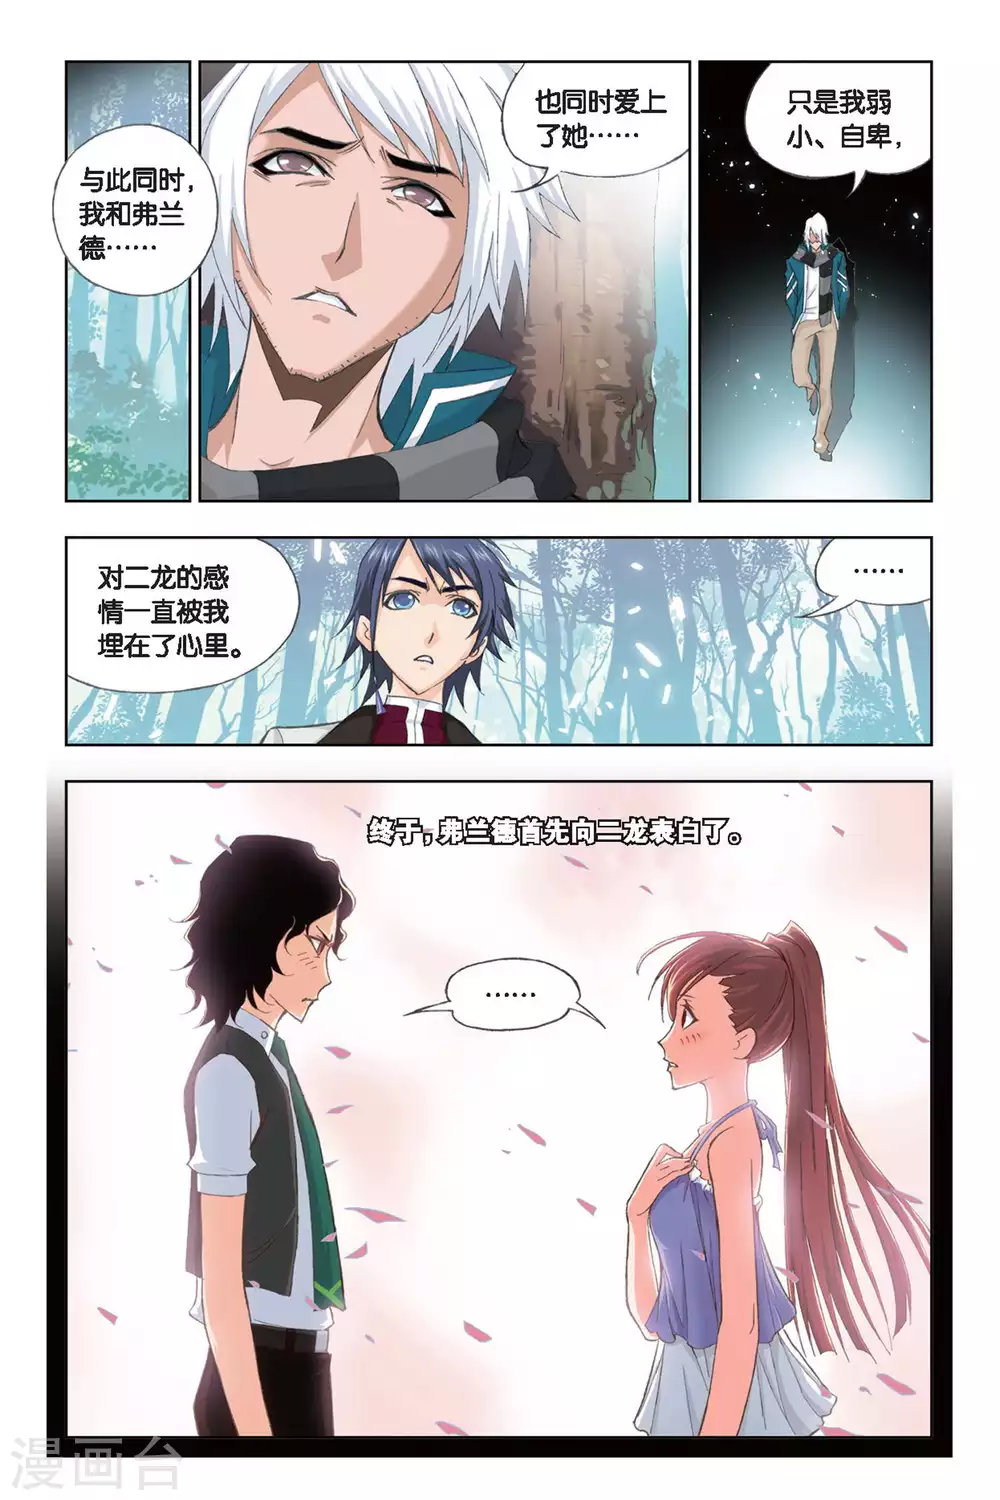 与此同时，
我和弗兰
德……
也同时爱上
了她……
只是我弱
小、自卑，
对二龙的感
情一直被我
埋在了心里。
……
终于，弗兰德首先向二龙表白了。
……
漫画台